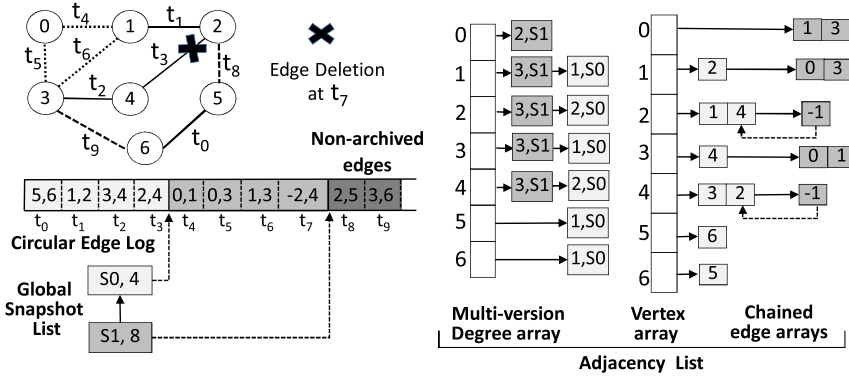 0 t4 1 t1 2
t5 t6 t3 t8
3 t2 4 5
t9 6 t0
Edge Deletion
at t7
Non-archived
edges
5,6 1,2 3,4 2,4 0,1 0,3 1,3 -2,4 2,5 3,6
t0 t1 t2 t3 t4 t5 t6 t7 t8 t9
Circular Edge Log
Global
Snapshot
List
S0, 4
S1, 8
0 2,S1
1 3,S1 1,S0
2 3,S1 2,S0
3 3,S1 1,S0
4 3,S1 2,S0
5 1,S0
6 1,S0
Multi-version
Degree array
0 1 3
1 2 0 3
2 1 4 -1
3 4 0 1
4 3 2 -1
5 6
6 5
Vertex
array
Chained
edge arrays
Adjacency List